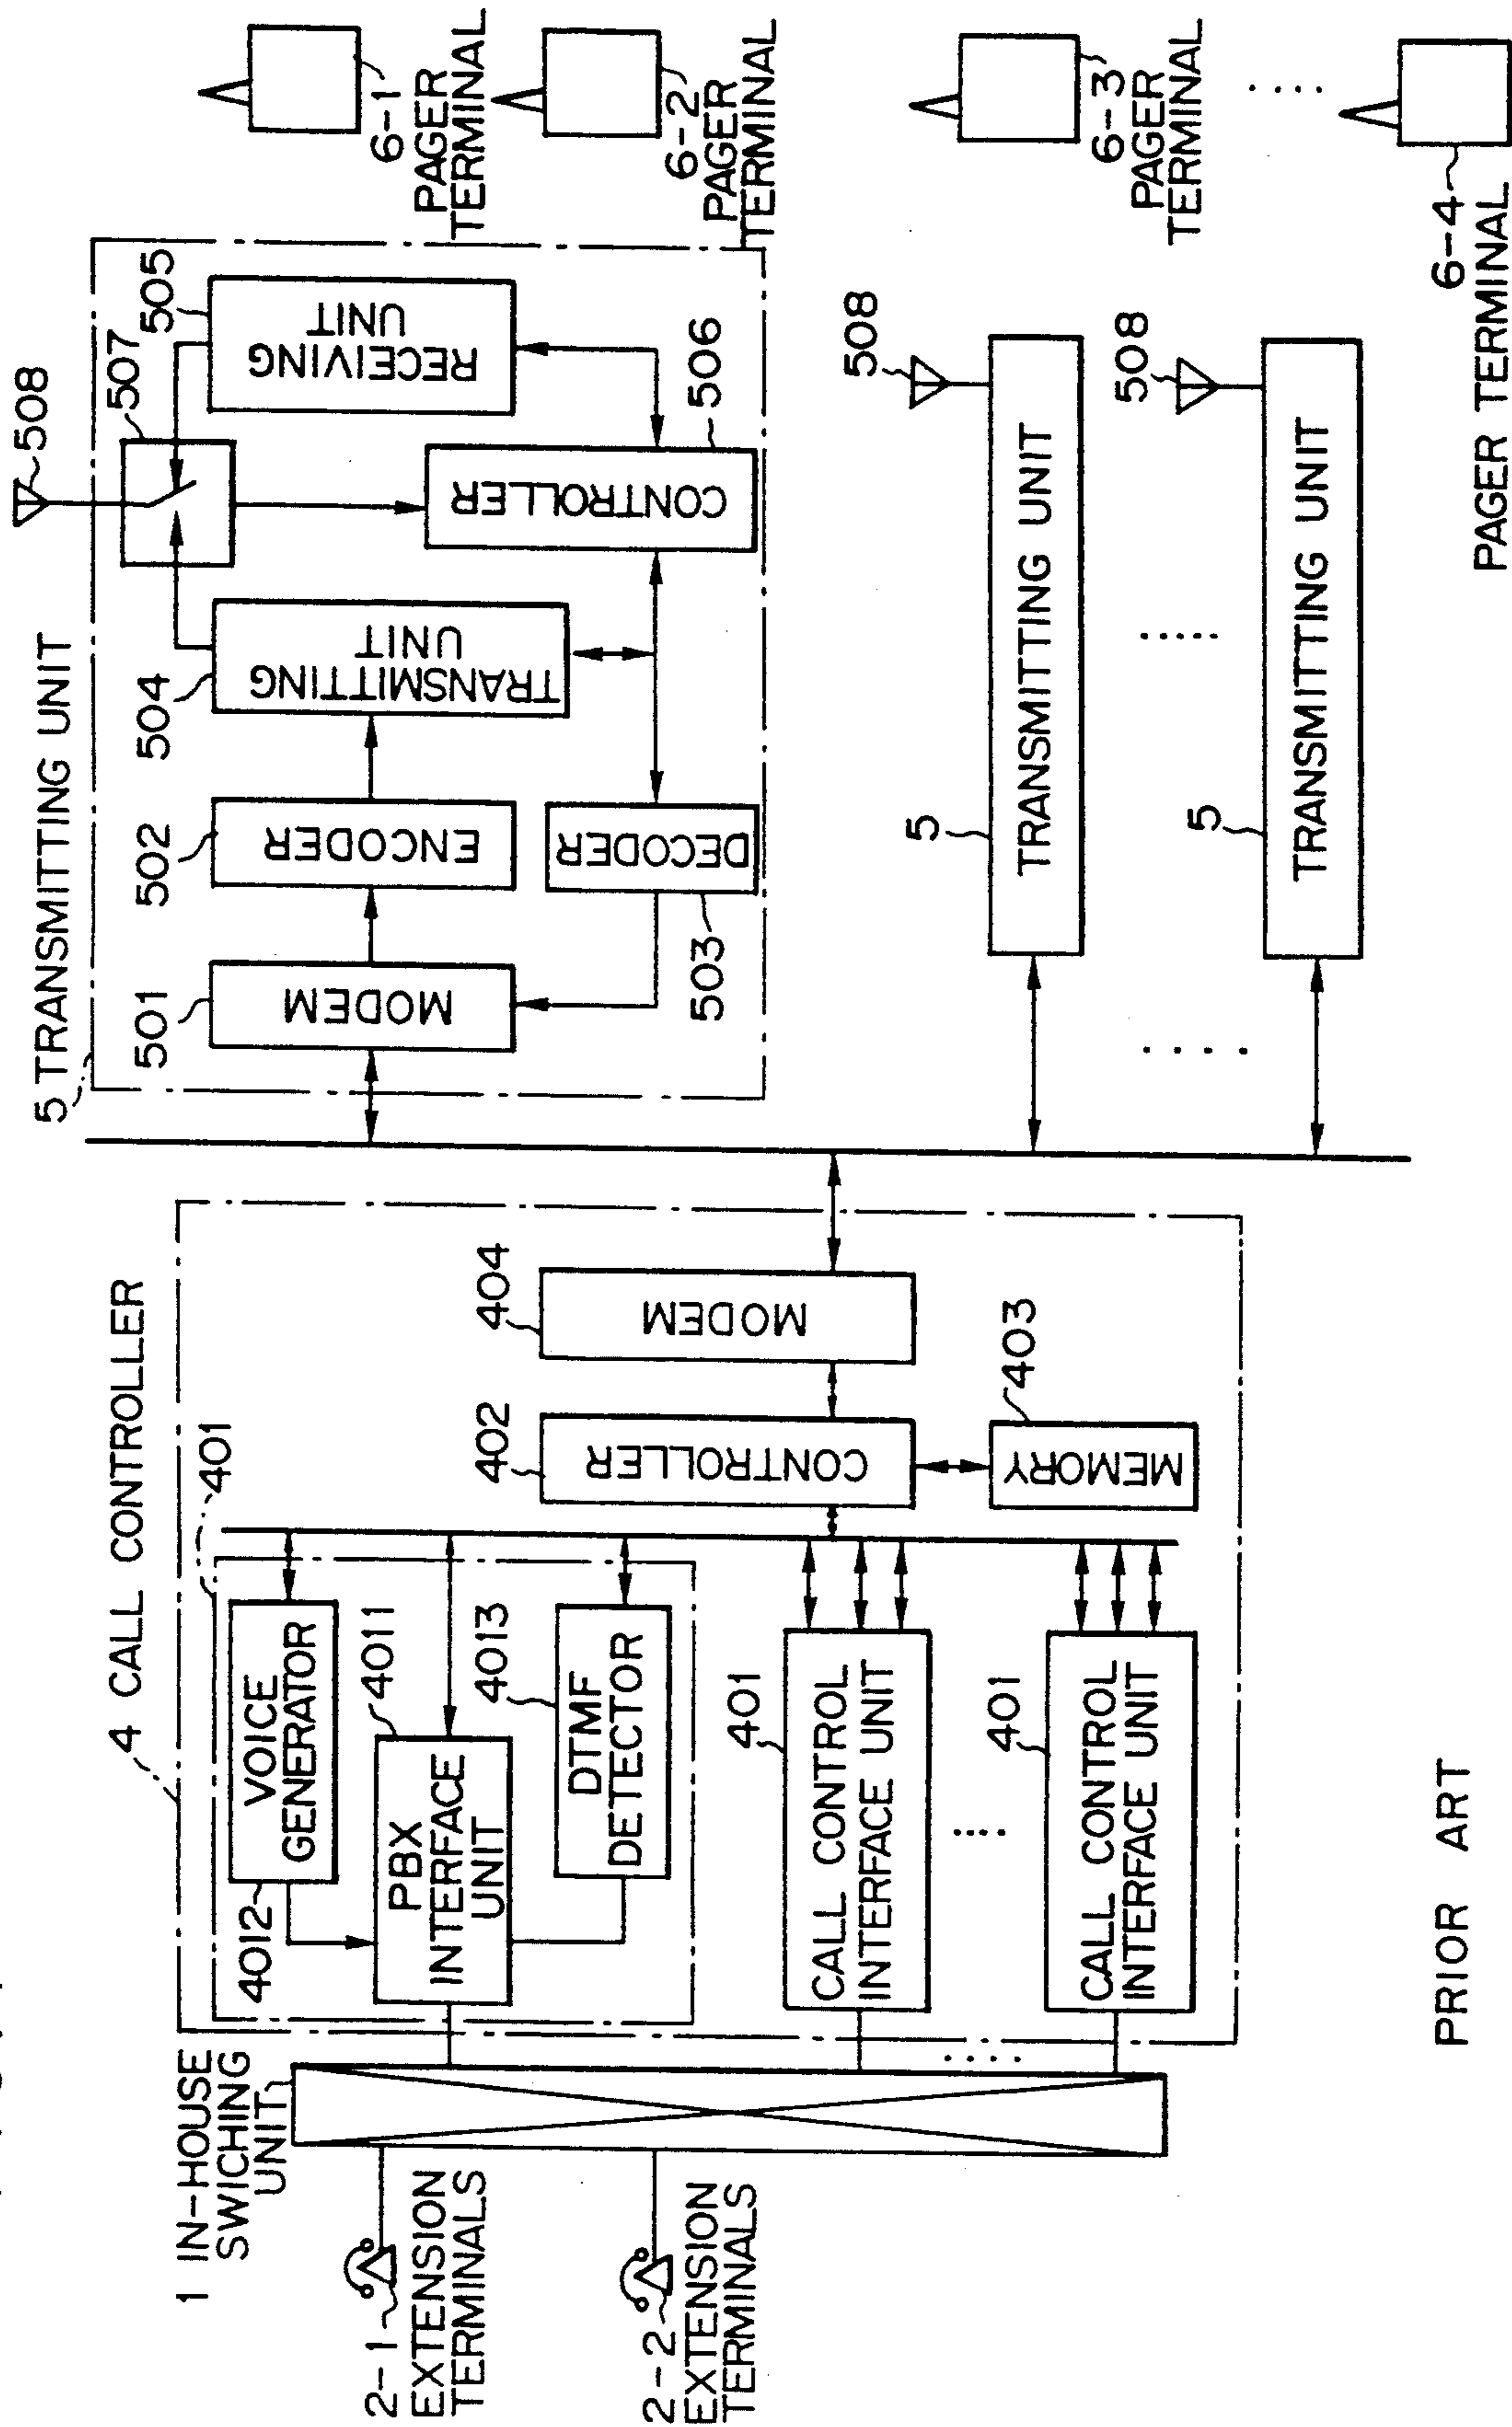 1 IN-HOUSE
SWICHING
UNIT
2-1
EXTENSION
TERMINALS
2-2
EXTENSION
TERMINALS
4 CALL CONTROLLER
401
4012
VOICE
GENERATOR
4011
PBX
INTERFACE
UNIT
4013
DTMF
DETECTOR
401
CALL CONTROL
INTERFACE UNIT
401
CALL CONTROL
INTERFACE UNIT
402
CONTROLLER
403
MEMORY
404
MODEM
5 TRANSMITTING UNIT
501
MODEM
502
ENCODER
503
DECODER
504
TRANSMITTING
UNIT
507
505
RECEIVING
UNIT
506
CONTROLLER
508
5
TRANSMITTING UNIT
508
5
TRANSMITTING UNIT
508
6-1
PAGER
TERMINAL
6-2
PAGER
TERMINAL
6-3
PAGER
TERMINAL
6-4
PAGER TERMINAL
PRIOR ART